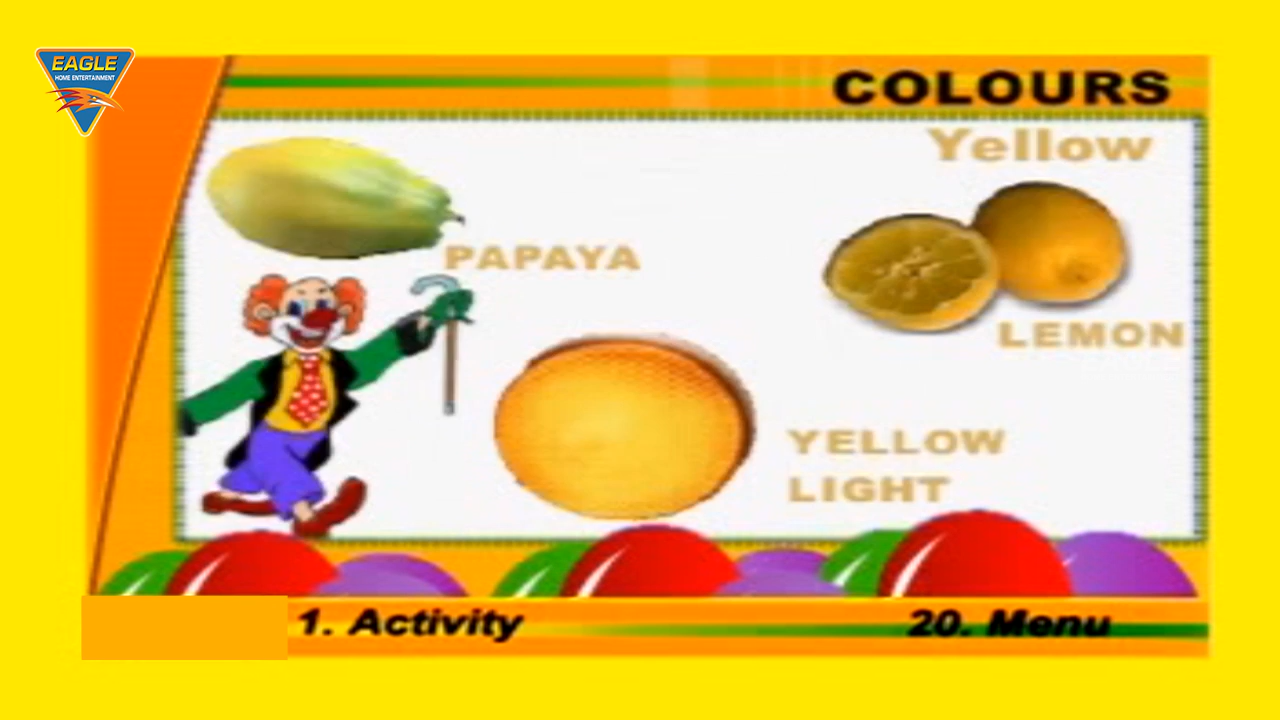 EAGLE
HOME ENTERTAINMENT
COLOURS
Yellow
PAPAYA
LEMON
YELLOW
LIGHT
1. Activity
20. Menu